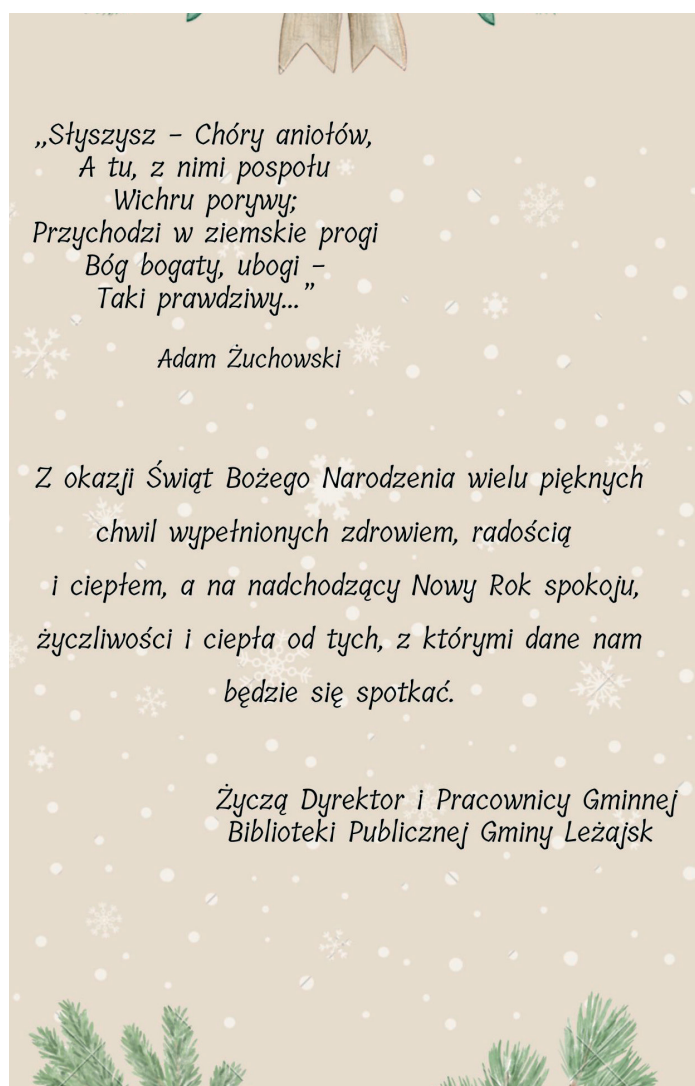 „Słyszysz – Chóry aniołów,
A tu, z nimi pospołu
Wichru porywy;
Przychodzi w ziemskie progi
Bóg bogaty, ubogi –
Taki prawdziwy...”
Adam Żuchowski
Z okazji Świąt Bożego Narodzenia wielu pięknych
chwil wypełnionych zdrowiem, radością
i ciepłem, a na nadchodzący Nowy Rok spokoju,
życzliwości i ciepła od tych, z którymi dane nam
będzie się spotkać.
Życzą Dyrektor i Pracownicy Gminnej
Biblioteki Publicznej Gminy Leżajsk